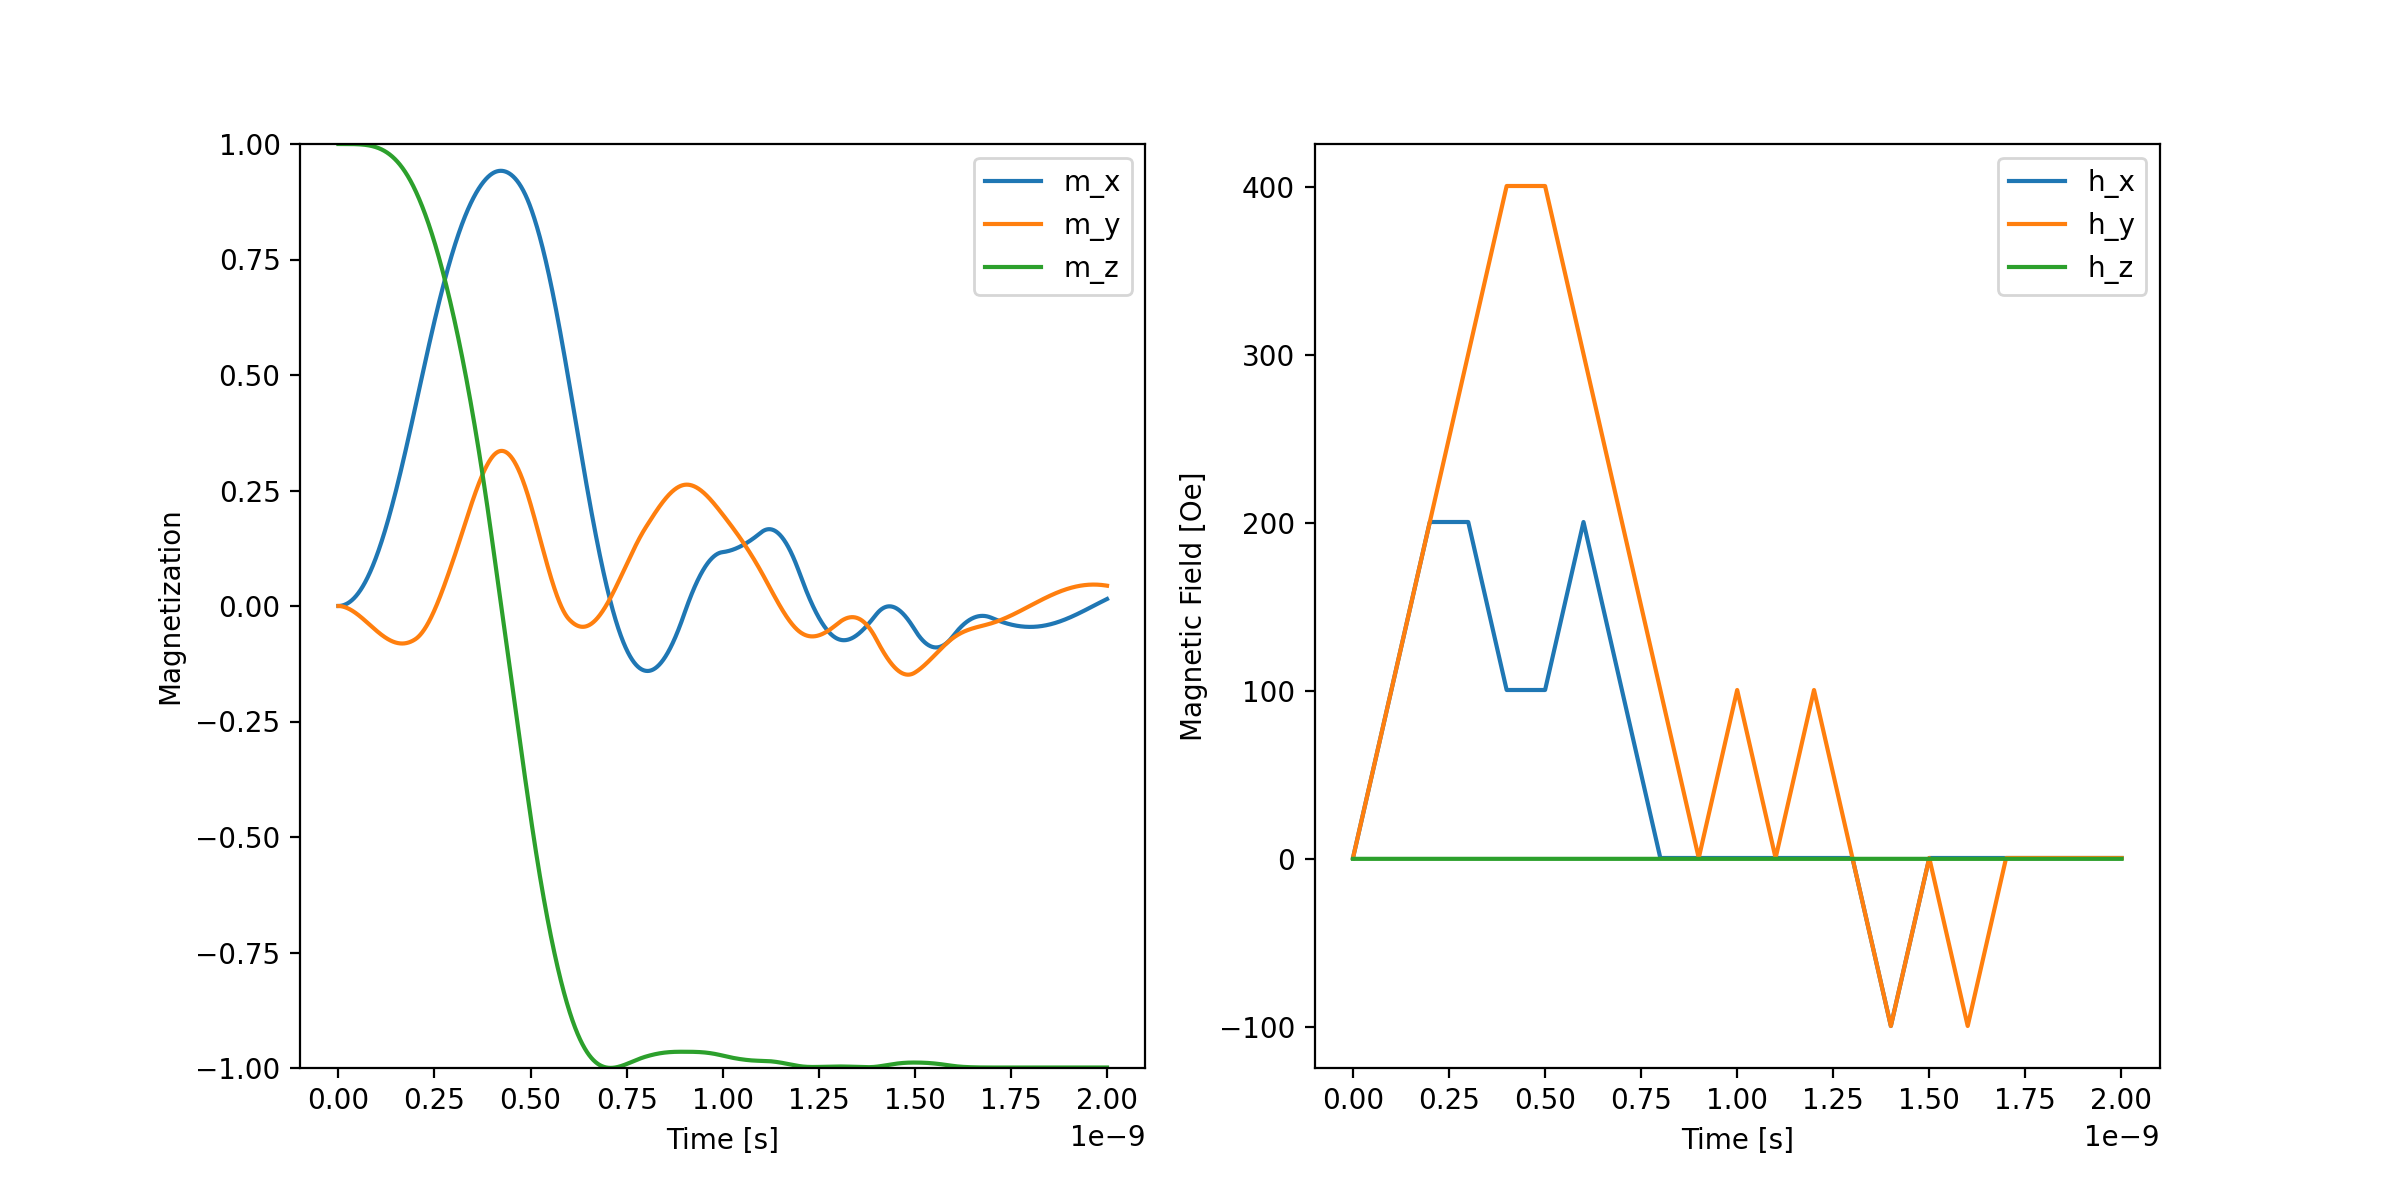 1.00
0.75
0.50
0.25
0.00
−0.25
−0.50
−0.75
−1.00
Magnetization
0.00 0.25 0.50 0.75 1.00 1.25 1.50 1.75 2.00
Time [s]
1e−9
m_x
m_y
m_z
400
300
200
100
0
−100
Magnetic Field [Oe]
0.00 0.25 0.50 0.75 1.00 1.25 1.50 1.75 2.00
Time [s]
1e−9
h_x
h_y
h_z